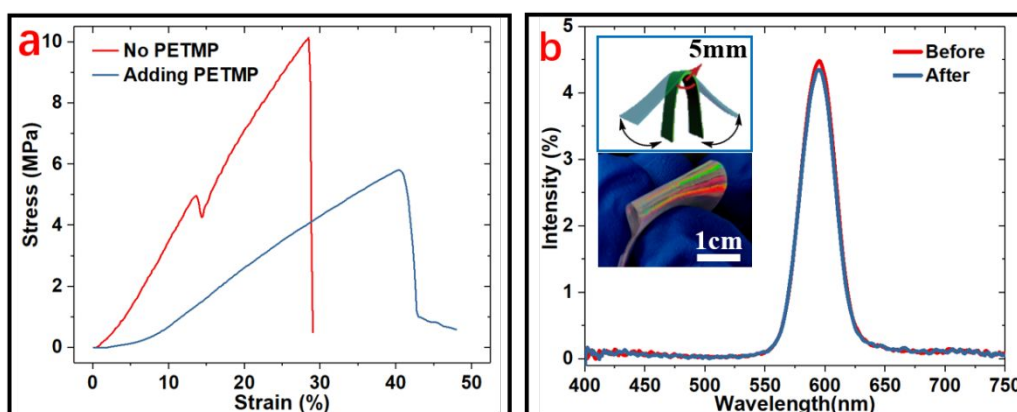 a
No PETMP
Adding PETMP
Stress (MPa)
10
8
6
4
2
0
0 10 20 30 40 50
Strain (%)
b
5mm
Before
After
1cm
Intensity (%)
5
4
3
2
1
0
400 450 500 550 600 650 700 750
Wavelength(nm)